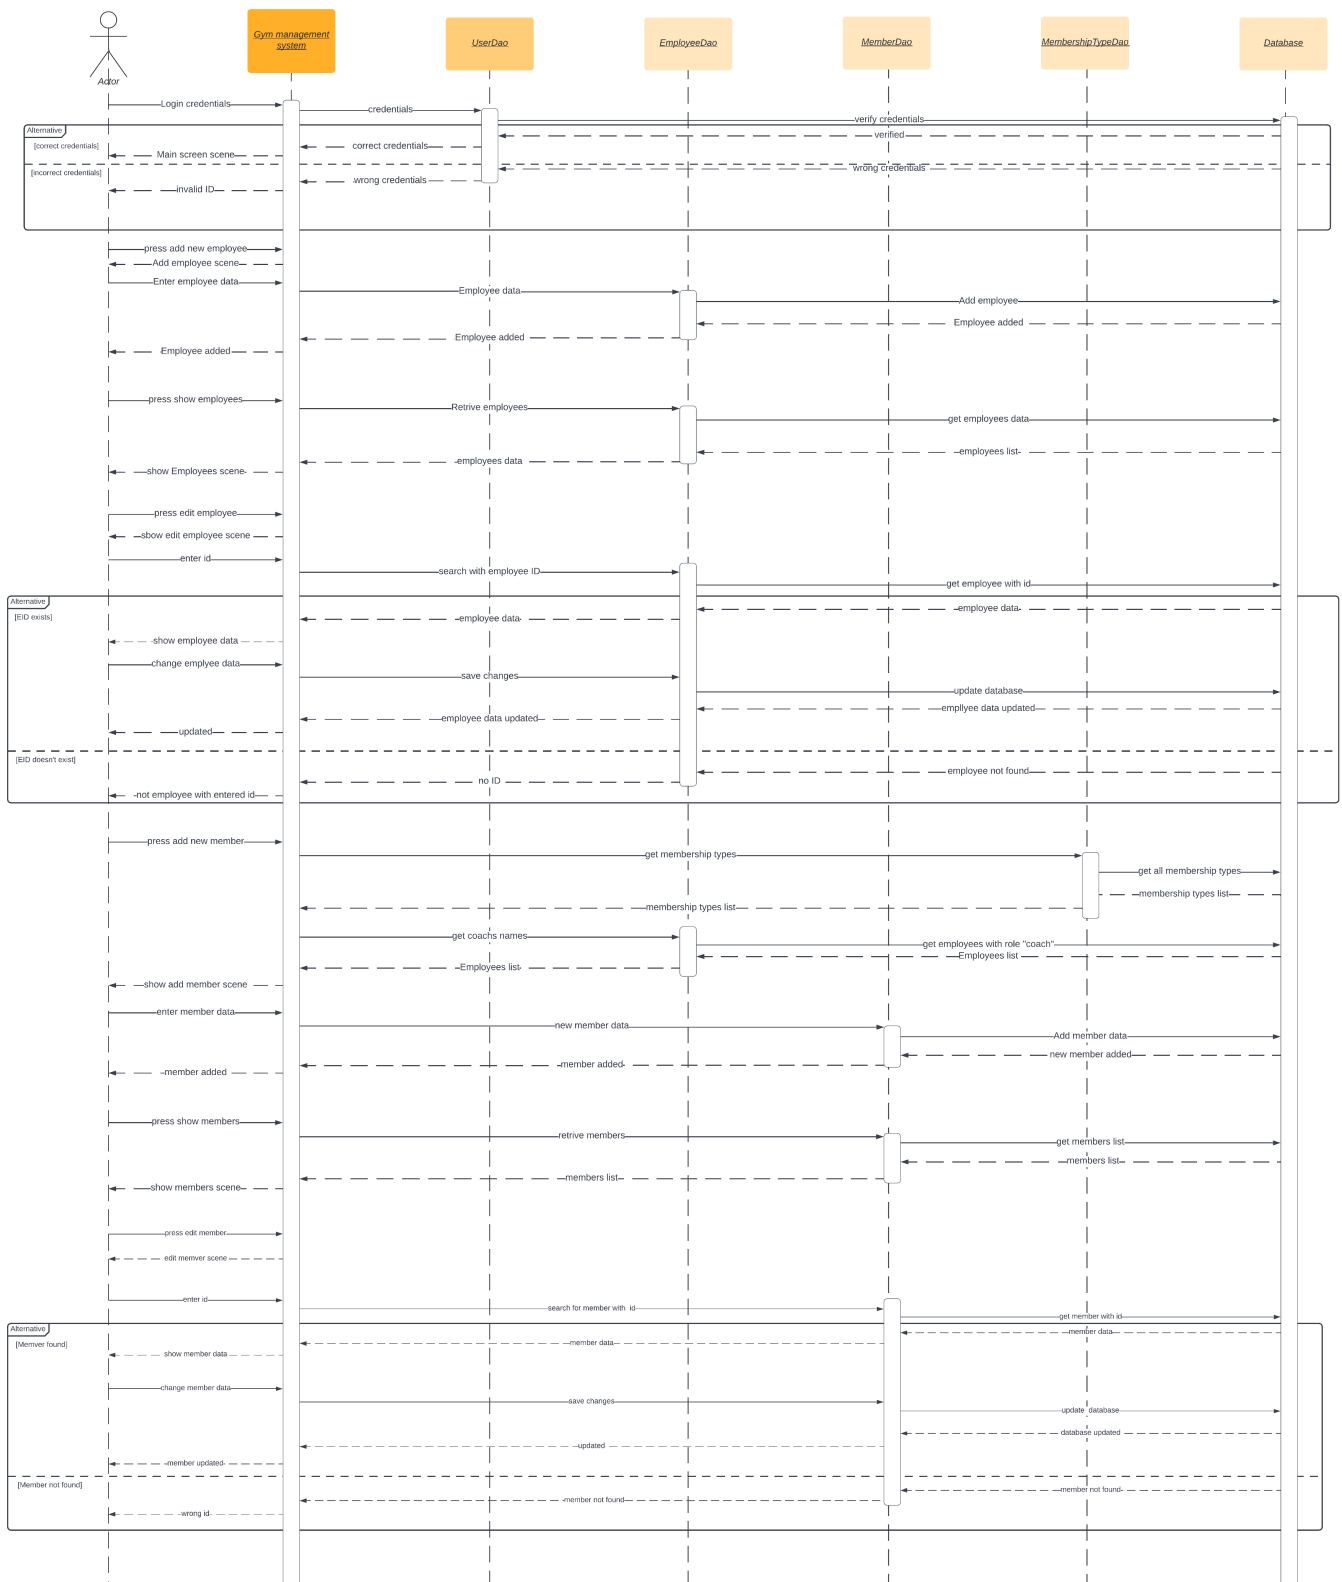 Actor
Gym management
system
UserDao
EmployeeDao
MemberDao
MembershipTypeDao
Database
Login credentials
credentials
verify credentials
Alternative
verified
[correct credentials]
correct credentials
Main screen scene
wrong credentials
[incorrect credentials]
wrong credentials
invalid ID
press add new employee
Add employee scene
Enter employee data
Employee data
Add employee
Employee added
Employee added
Employee added
press show employees
Retrive employees
get employees data
employees list
employees data
show Employees scene
press edit employee
sbow edit employee scene
enter id
search with employee ID
get employee with id
Alternative
employee data
[EID exists]
employee data
show employee data
change emplyee data
save changes
update database
empllyee data updated
employee data updated
updated
[EID doesn't exist]
employee not found
no ID
not employee with entered id
press add new member
get membership types
get all membership types
membership types list
membership types list
get coachs names
get employees with role "coach"
Employees list
Employees list
show add member scene
enter member data
new member data
Add member data
new member added
member added
member added
press show members
retrive members
get members list
members list
members list
show members scene
press edit member
edit memver scene
enter id
search for member with id
get member with id
Alternative
member data
[Memver found]
member data
show member data
change member data
save changes
update database
database updated
updated
member updated
[Member not found]
member not found
member not found
wrong id